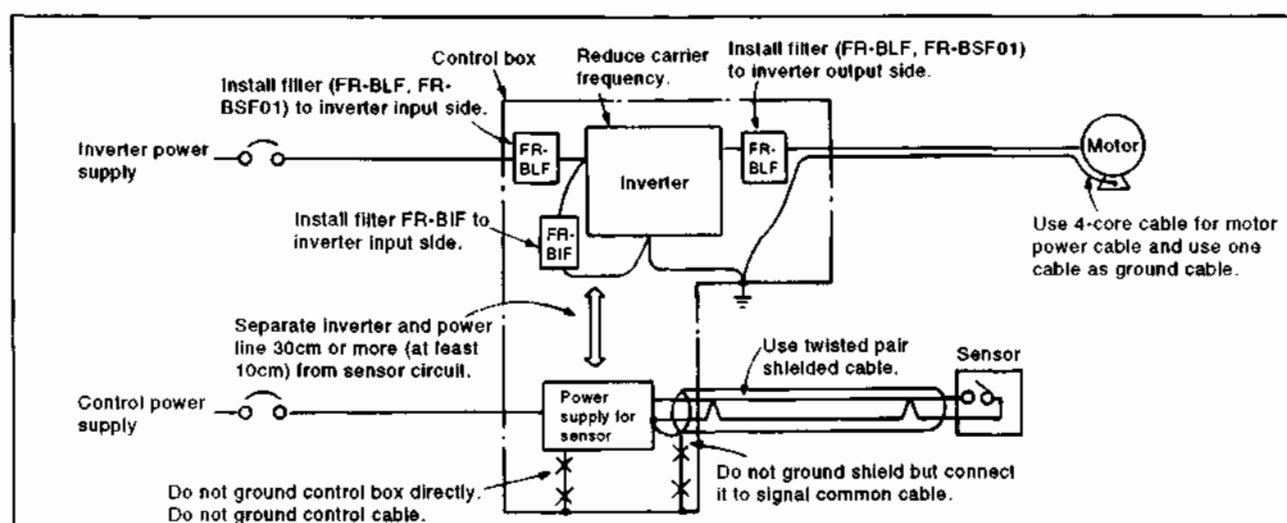 Control box
Reduce carrier
frequency.
Install filter (FR-BLF, FR-BSF01)
to inverter output side.
Install filter (FR-BLF, FR-
BSF01) to inverter input side.
Inverter power
supply
FR-
BLF
Inverter
FR-
BLF
Motor
Install filter FR-BIF to
inverter input side.
FR-
BIF
Use 4-core cable for motor
power cable and use one
cable as ground cable.
Separate inverter and power
line 30cm or more (at least
10cm) from sensor circuit.
Use twisted pair
shielded cable.
Sensor
Control power
supply
Power
supply for
sensor
Do not ground control box directly.
Do not ground control cable.
Do not ground shield but connect
it to signal common cable.